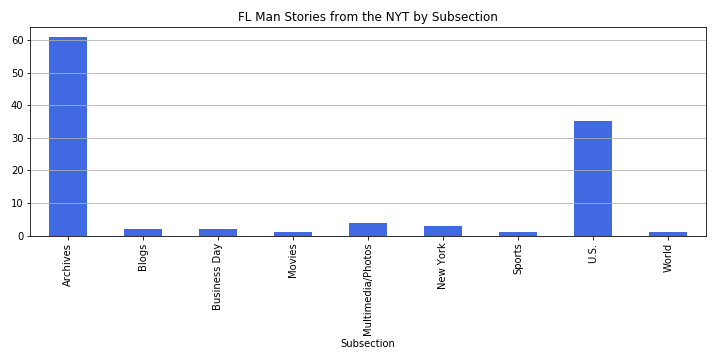 FL Man Stories from the NYT by Subsection
60
50
40
30
20
10
0
Archives
Blogs
Business Day
Movies
Multimedia/Photos
New York
Sports
U.S.
World
Subsection